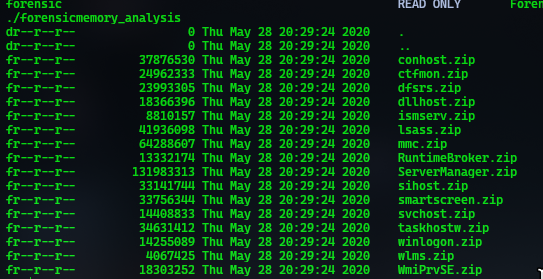 forensic READ ONLY Foren
./forensicmemory_analysis
dr--r--r-- 0 Thu May 28 20:29:24 2020 .
dr--r--r-- 0 Thu May 28 20:29:24 2020 ..
fr--r--r-- 37876530 Thu May 28 20:29:24 2020 conhost.zip
fr--r--r-- 24962333 Thu May 28 20:29:24 2020 ctfmon.zip
fr--r--r-- 23993305 Thu May 28 20:29:24 2020 dfsrs.zip
fr--r--r-- 18366396 Thu May 28 20:29:24 2020 dllhost.zip
fr--r--r-- 8810157 Thu May 28 20:29:24 2020 ismserv.zip
fr--r--r-- 41936098 Thu May 28 20:29:24 2020 lsass.zip
fr--r--r-- 64288607 Thu May 28 20:29:24 2020 mmc.zip
fr--r--r-- 13332174 Thu May 28 20:29:24 2020 RuntimeBroker.zip
fr--r--r-- 131983313 Thu May 28 20:29:24 2020 ServerManager.zip
fr--r--r-- 33141744 Thu May 28 20:29:24 2020 sihost.zip
fr--r--r-- 33756344 Thu May 28 20:29:24 2020 smartscreen.zip
fr--r--r-- 14408833 Thu May 28 20:29:24 2020 svchost.zip
fr--r--r-- 34631412 Thu May 28 20:29:24 2020 taskhostw.zip
fr--r--r-- 14255089 Thu May 28 20:29:24 2020 winlogon.zip
fr--r--r-- 4067425 Thu May 28 20:29:24 2020 wlms.zip
fr--r--r-- 18303252 Thu May 28 20:29:24 2020 WmiPrvSE.zip